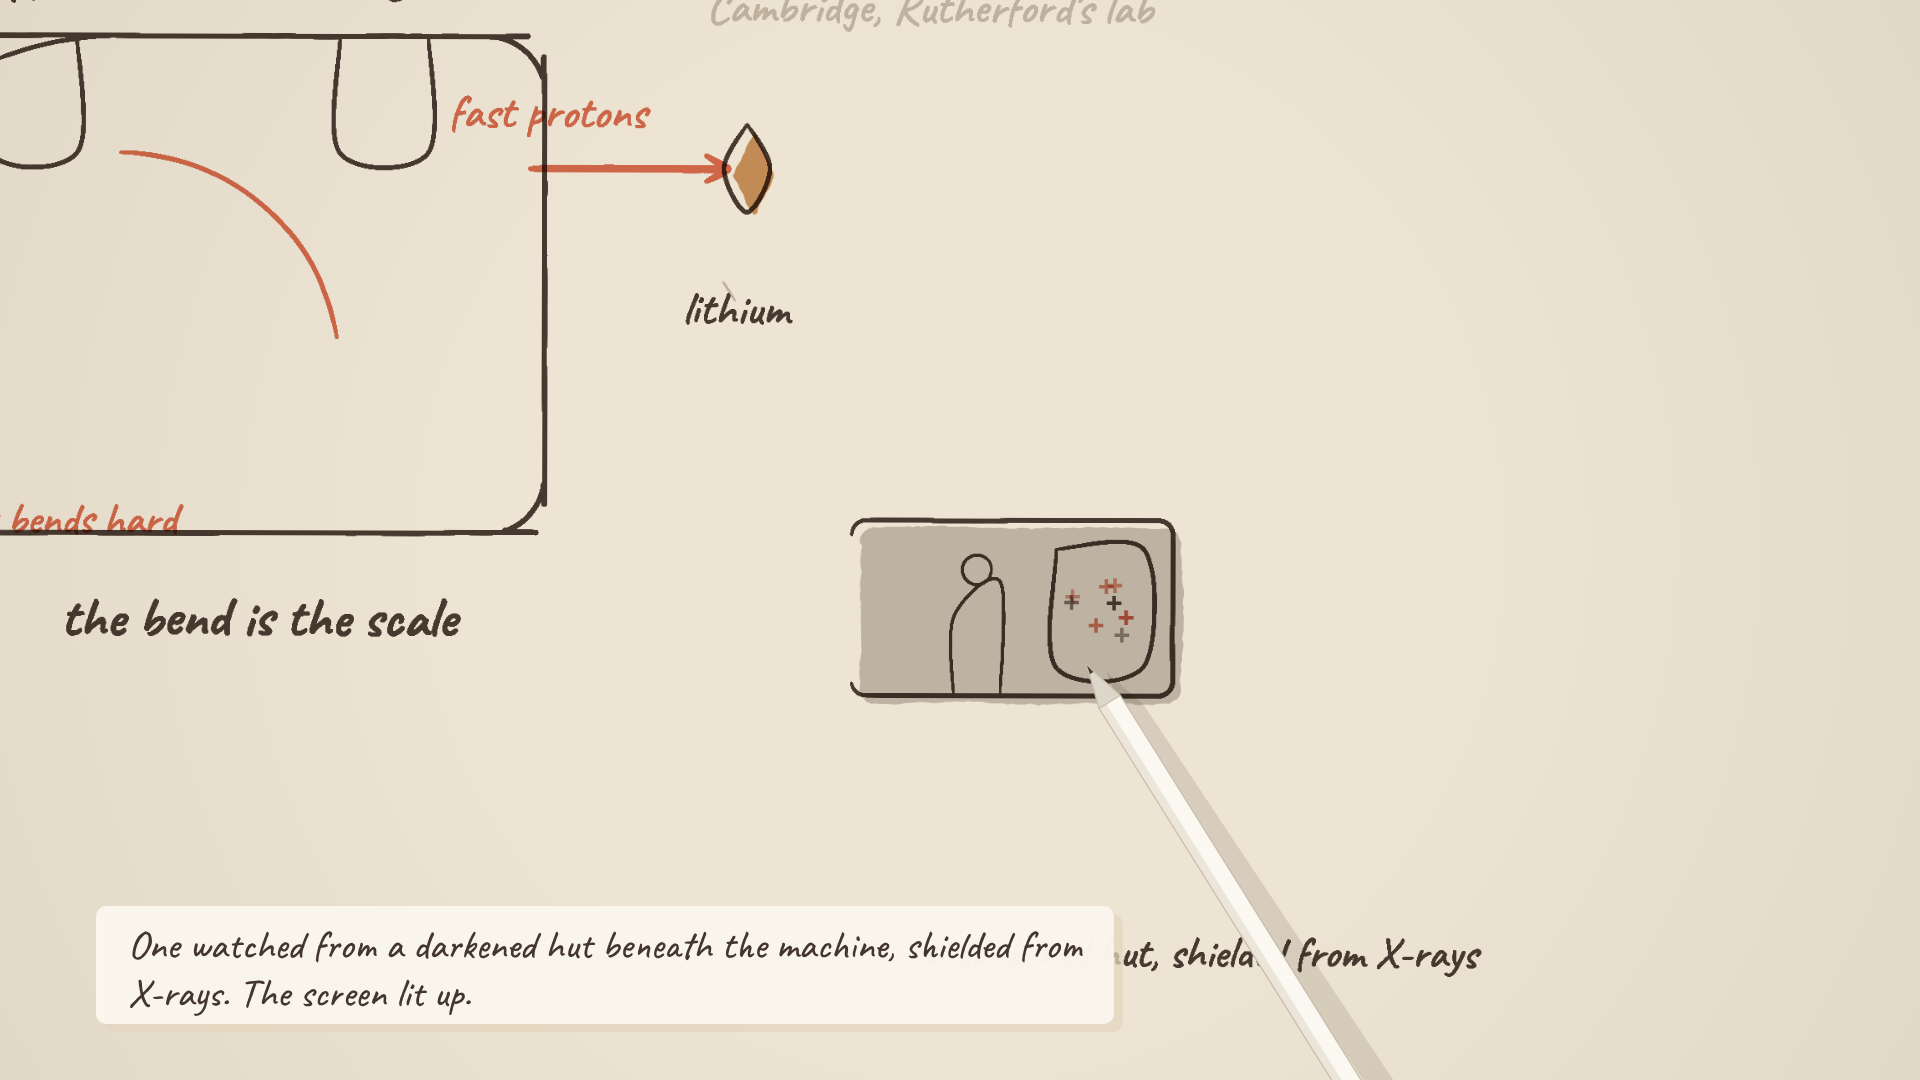 Cambridge, Rutherford's lab
fast protons
lithium
bends hard
the bend is the scale
One watched from a darkened hut beneath the machine, shielded from
X-rays. The screen lit up.
from X-rays